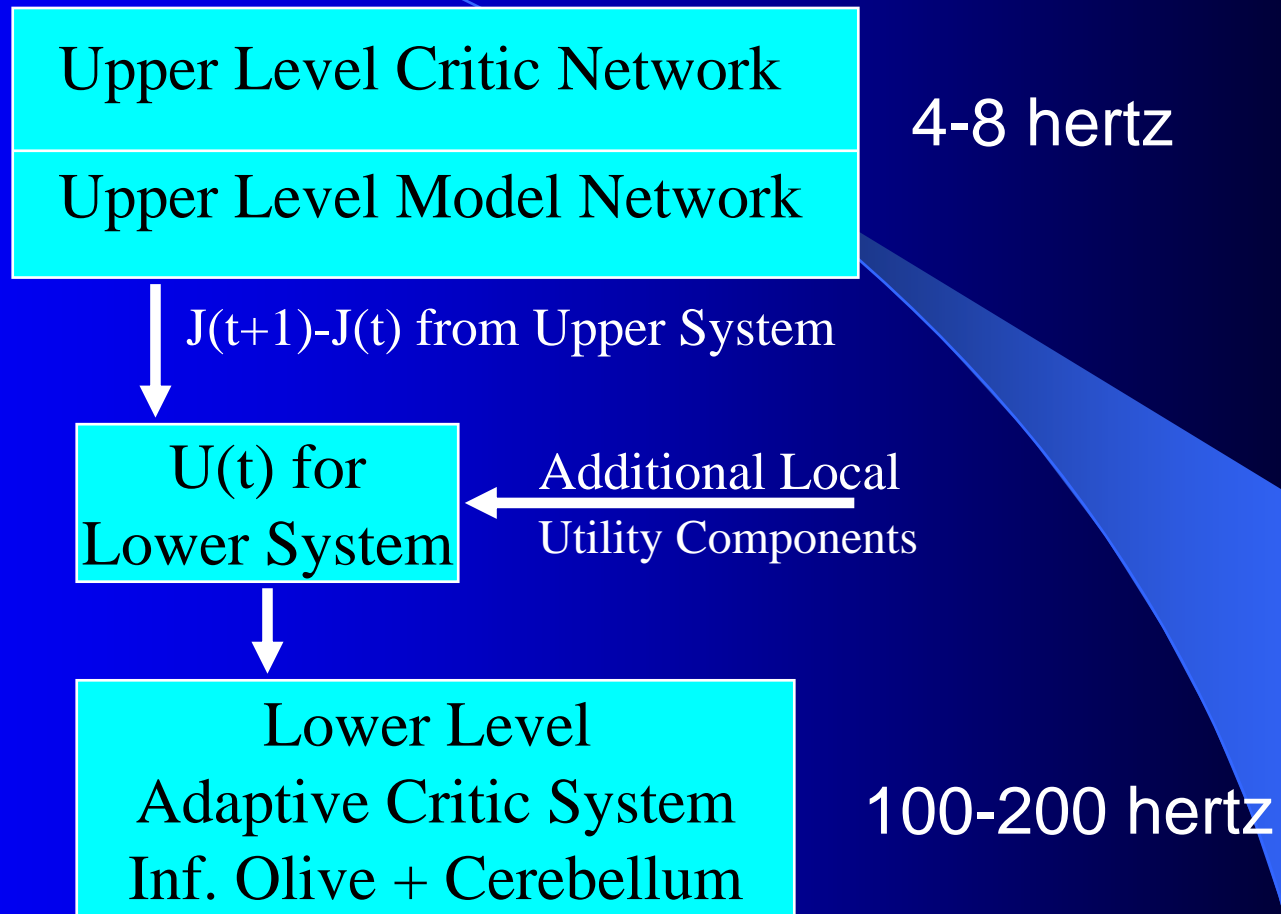 Upper Level Critic Network
4-8 hertz
Upper Level Model Network
J(t+1)-J(t) from Upper System
U(t) for
Lower System
Additional Local
Utility Components
Lower Level
Adaptive Critic System
Inf. Olive + Cerebellum
100-200 hertz